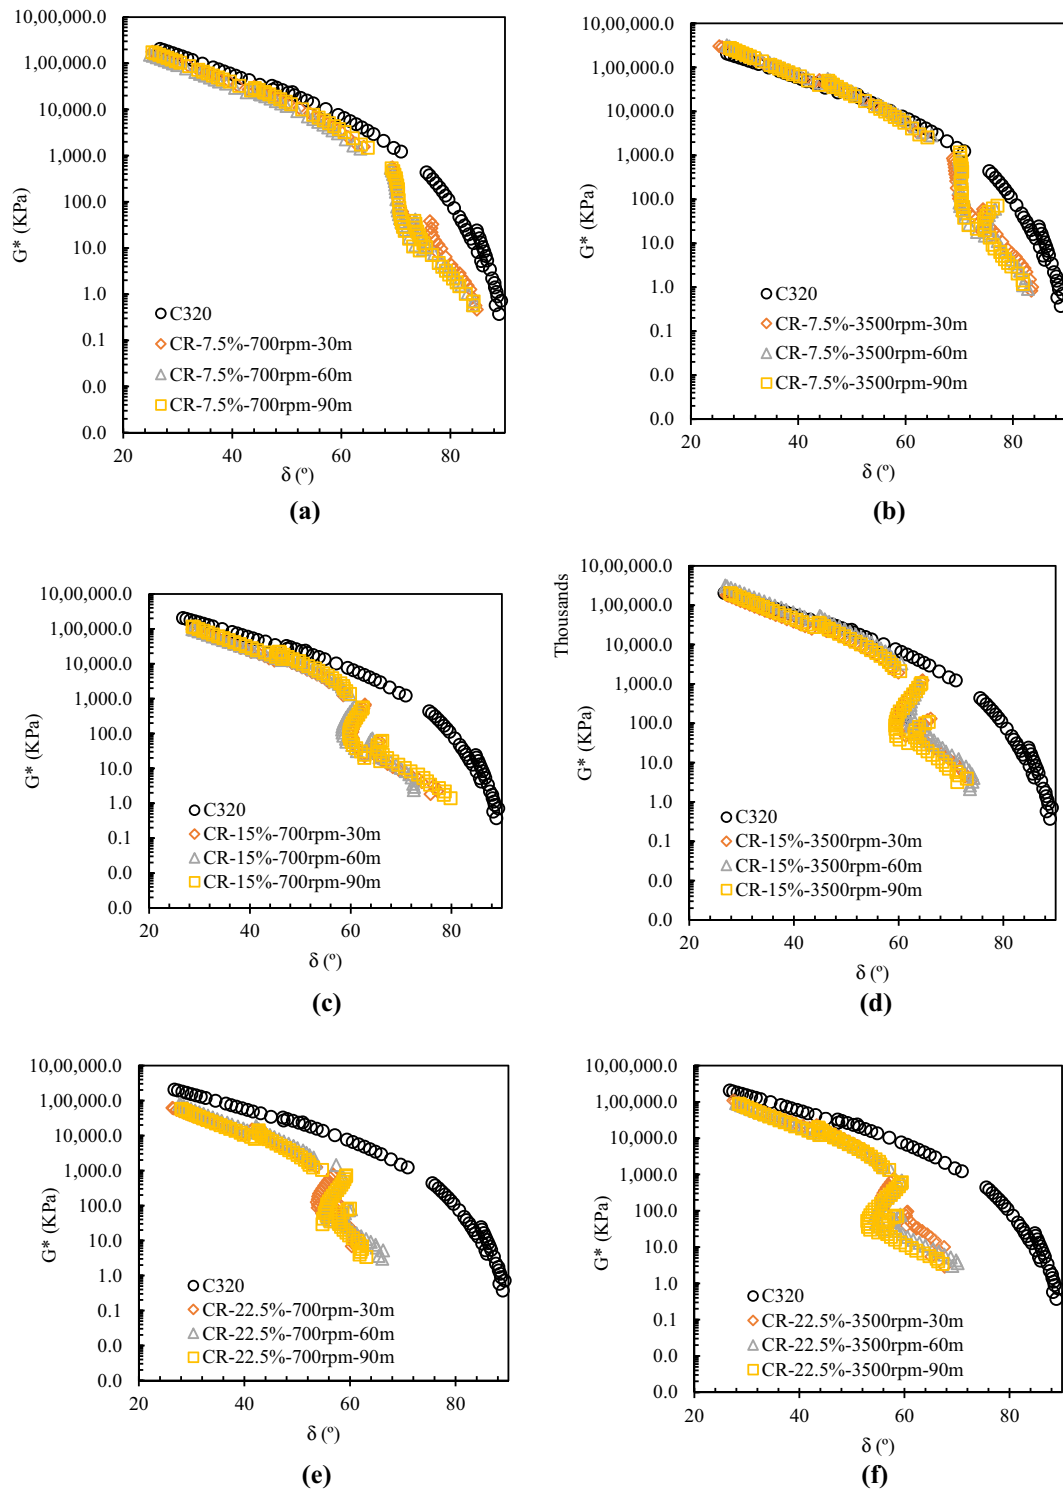 10,00,000.0
1,00,000.0
10,000.0
1,000.0
100.0
10.0
1.0
0.1
0.0
0.0
G* (KPa)
C320
CR-7.5%-700rpm-30m
CR-7.5%-700rpm-60m
CR-7.5%-700rpm-90m
20 40 60 80
δ (º)
(a)
10,00,000.0
1,00,000.0
10,000.0
1,000.0
100.0
10.0
1.0
0.1
0.0
0.0
G* (KPa)
C320
CR-7.5%-3500rpm-30m
CR-7.5%-3500rpm-60m
CR-7.5%-3500rpm-90m
20 40 60 80
δ (º)
(b)
10,00,000.0
1,00,000.0
10,000.0
1,000.0
100.0
10.0
1.0
0.1
0.0
0.0
G* (KPa)
C320
CR-15%-700rpm-30m
CR-15%-700rpm-60m
CR-15%-700rpm-90m
20 40 60 80
δ (º)
(c)
Thousands
10,00,000.0
1,00,000.0
10,000.0
1,000.0
100.0
10.0
1.0
0.1
0.0
0.0
G* (KPa)
C320
CR-15%-3500rpm-30m
CR-15%-3500rpm-60m
CR-15%-3500rpm-90m
20 40 60 80
δ (º)
(d)
10,00,000.0
1,00,000.0
10,000.0
1,000.0
100.0
10.0
1.0
0.1
0.0
0.0
G* (KPa)
C320
CR-22.5%-700rpm-30m
CR-22.5%-700rpm-60m
CR-22.5%-700rpm-90m
20 40 60 80
δ (º)
(e)
10,00,000.0
1,00,000.0
10,000.0
1,000.0
100.0
10.0
1.0
0.1
0.0
0.0
G* (KPa)
C320
CR-22.5%-3500rpm-30m
CR-22.5%-3500rpm-60m
CR-22.5%-3500rpm-90m
20 40 60 80
δ (º)
(f)